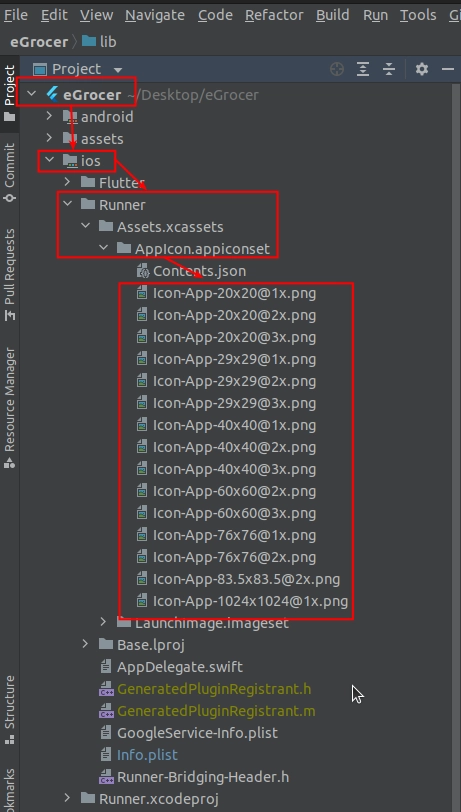 File Edit View Navigate Code Refactor Build Run Tools
eGrocer lib
Project
eGrocer ~/Desktop/eGrocer
android
assets
ios
Flutter
Runner
Assets.xcassets
AppIcon.appiconset
Contents.json
Icon-App-20x20@1x.png
Icon-App-20x20@2x.png
Icon-App-20x20@3x.png
Icon-App-29x29@1x.png
Icon-App-29x29@2x.png
Icon-App-29x29@3x.png
Icon-App-40x40@1x.png
Icon-App-40x40@2x.png
Icon-App-40x40@3x.png
Icon-App-60x60@2x.png
Icon-App-60x60@3x.png
Icon-App-76x76@1x.png
Icon-App-76x76@2x.png
Icon-App-83.5x83.5@2x.png
Icon-App-1024x1024@1x.png
LaunchImage.imageset
Base.lproj
AppDelegate.swift
GeneratedPluginRegistrant.h
GeneratedPluginRegistrant.m
GoogleService-Info.plist
Info.plist
Runner-Bridging-Header.h
Runner.xcodeproj
Project
Commit
Pull Requests
Resource Manager
Structure